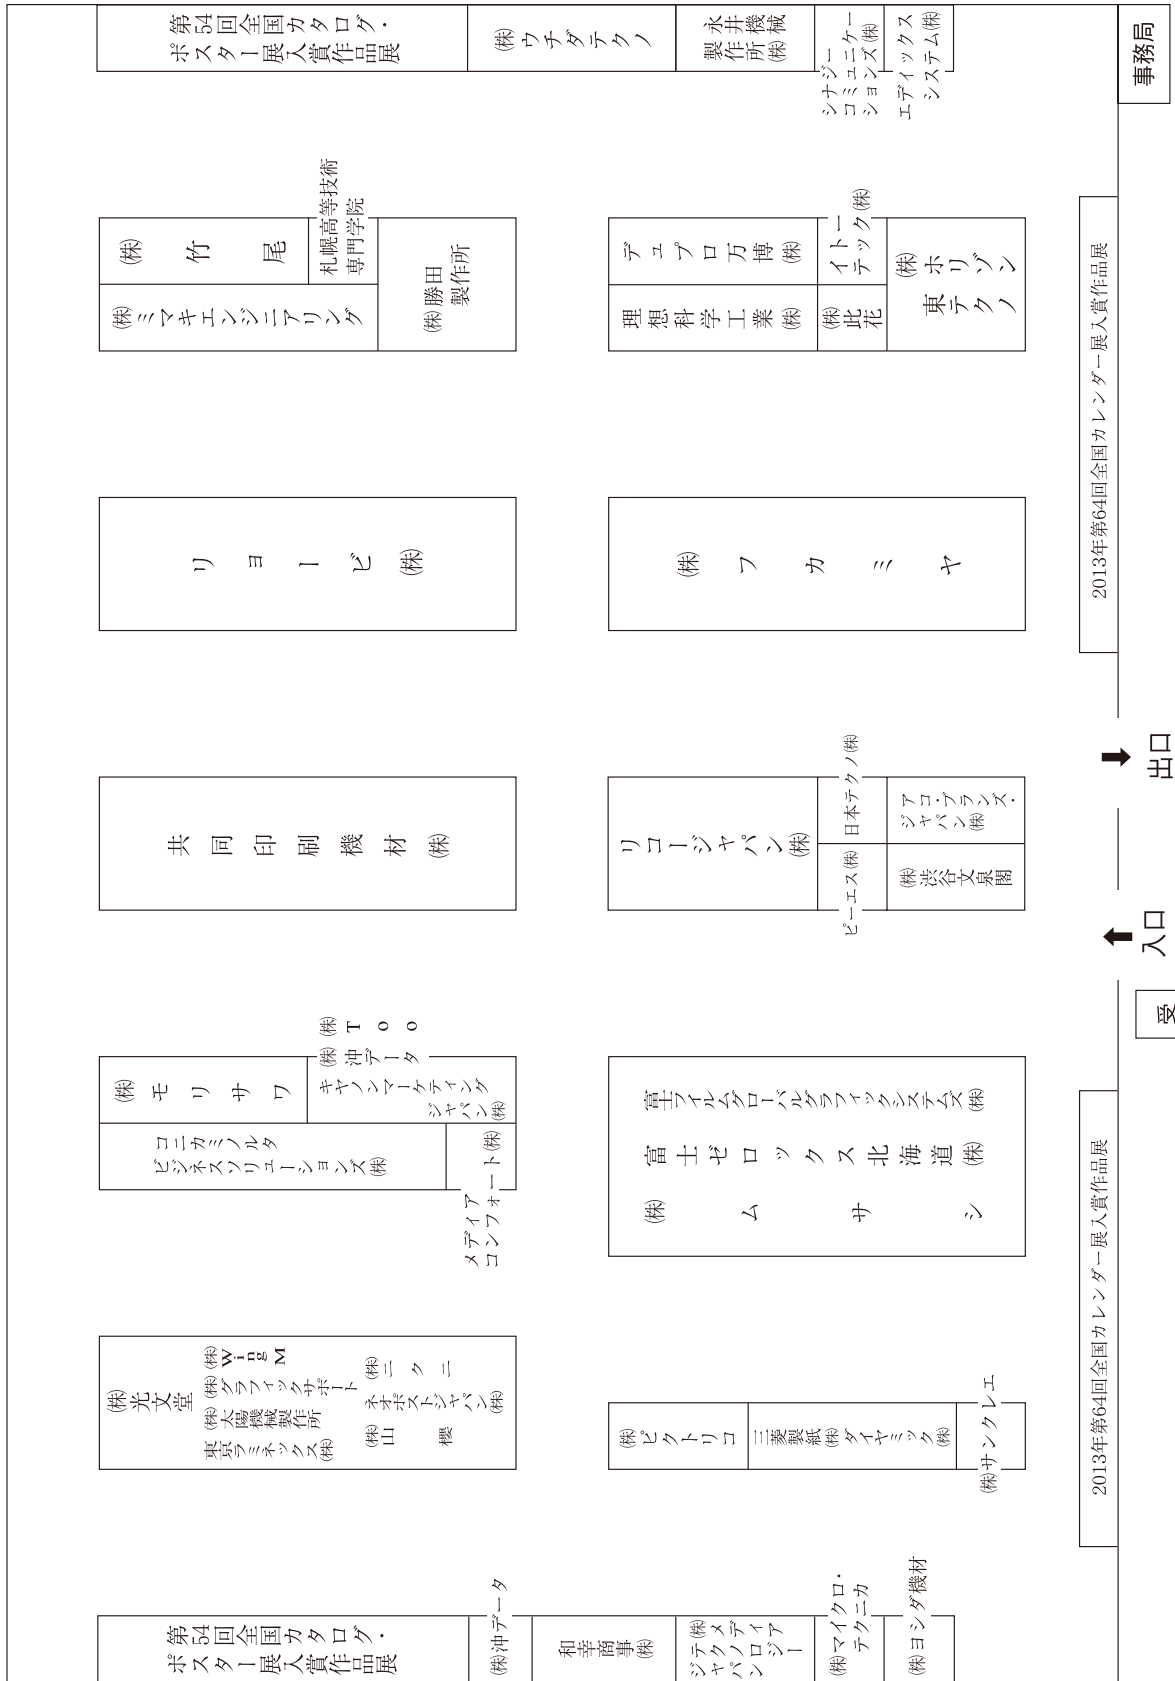 第54回全国カタログ・
ポスター展入賞作品展
㈱ウチダテクノ
永井機械
製作所㈱
シナジー
コミュニケー
ションズ㈱
エディックス
システム㈱
事務局
㈱竹尾
札幌高等技術
専門学院
㈱ミマキエンジニアリング
㈱勝田
製作所
デュプロ万博㈱
イトー
テック㈱
理想科学工業㈱
㈱此花
㈱ホリゾン
東テクノ
2013年第64回全国カレンダー展入賞作品展
リョービ㈱
㈱フカミヤ
共同印刷機材㈱
リコージャパン㈱
日本テクノ㈱
アコ・ブランズ・
ジャパン㈱
ピーエス㈱
㈱渋谷文泉閣
出口
入口
受
㈱モリサワ
㈱Too
㈱沖データ
キヤノンマーケティング
ジャパン㈱
コニカミノルタ
ビジネスソリューションズ㈱
メディア
コンフォート㈱
富士フイルムグローバルグラフィックシステムズ㈱
富士ゼロックス北海道㈱
㈱ムサシ
2013年第64回全国カレンダー展入賞作品展
㈱光文堂
㈱WingM
㈱グラフィックサポート
㈱太陽機械製作所
東京ラミネックス㈱
㈱ニクニ
ネオポストジャパン㈱
㈱山櫻
㈱ピクトリコ
三菱製紙㈱
ダイヤミック㈱
㈱サンクレエ
第54回全国カタログ・
ポスター展入賞作品展
㈱沖データ
和幸商事㈱
メディア
テクノロジー
ジャパン㈱
㈱マイクロ・
テクニカ
㈱ヨシダ機材